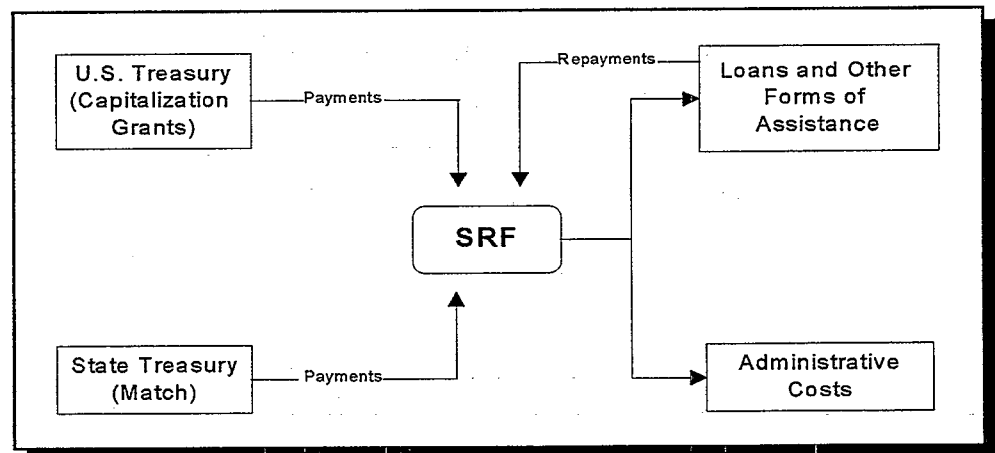 U.S. Treasury
(Capitalization
Grants)
Payments
Repayments
Loans and Other
Forms of
Assistance
SRF
State Treasury
(Match)
Payments
Administrative
Costs